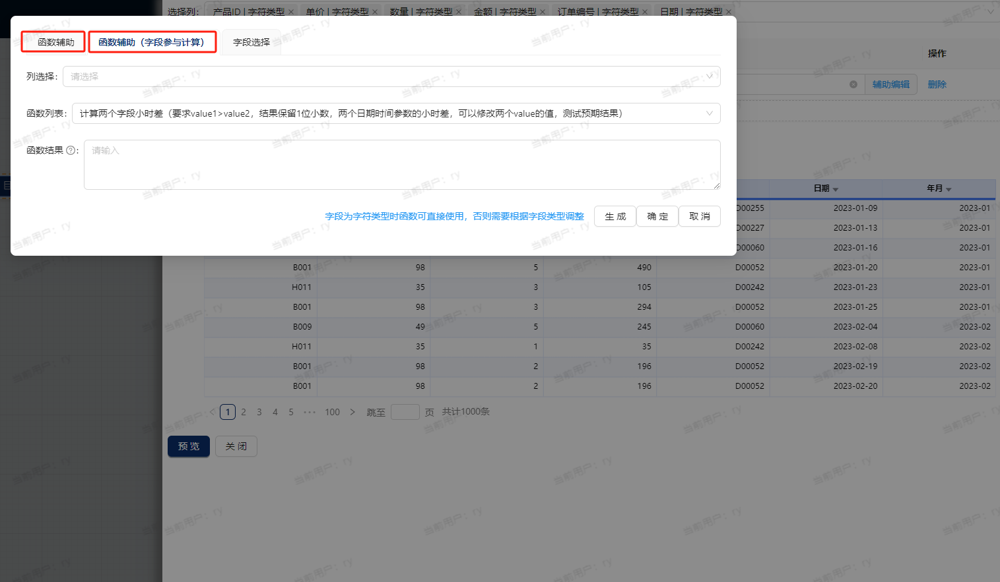 选择列： 产品ID | 字符类型 × 单价 | 字符类型 × 数量 | 字符类型 × 金额 | 字符类型 × 订单编号 | 字符类型 × 日期 | 字符类型 ×
函数辅助 函数辅助（字段参与计算） 字段选择
操作
列选择： 请选择
辅助编辑 删除
函数列表： 计算两个字段小时差（要求value1>value2，结果保留1位小数，两个日期时间参数的小时差，可以修改两个value的值，测试预期结果）
函数结果 ? ： 请输入
日期 年月
D00255 2023-01-09 2023-01
字段为字符类型时函数可直接使用，否则需要根据字段类型调整 生 成 确 定 取 消
D00227 2023-01-13 2023-01
D00060 2023-01-16 2023-01
B001 98 5 490 D00052 2023-01-20 2023-01
H011 35 3 105 D00242 2023-01-23 2023-01
B001 98 3 294 D00052 2023-01-25 2023-01
B009 49 5 245 D00060 2023-02-04 2023-02
H011 35 1 35 D00242 2023-02-08 2023-02
B001 98 2 196 D00052 2023-02-19 2023-02
B001 98 2 196 D00052 2023-02-20 2023-02
< 1 2 3 4 5 ••• 100 > 跳至 页 共计1000条
预 览 关 闭
当前用户：ry